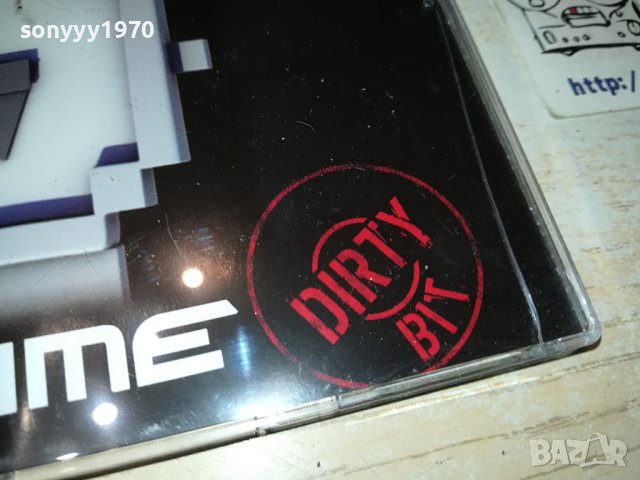 sonyyy1970
http:/
DIRTY
BIT
IME
BAZAR